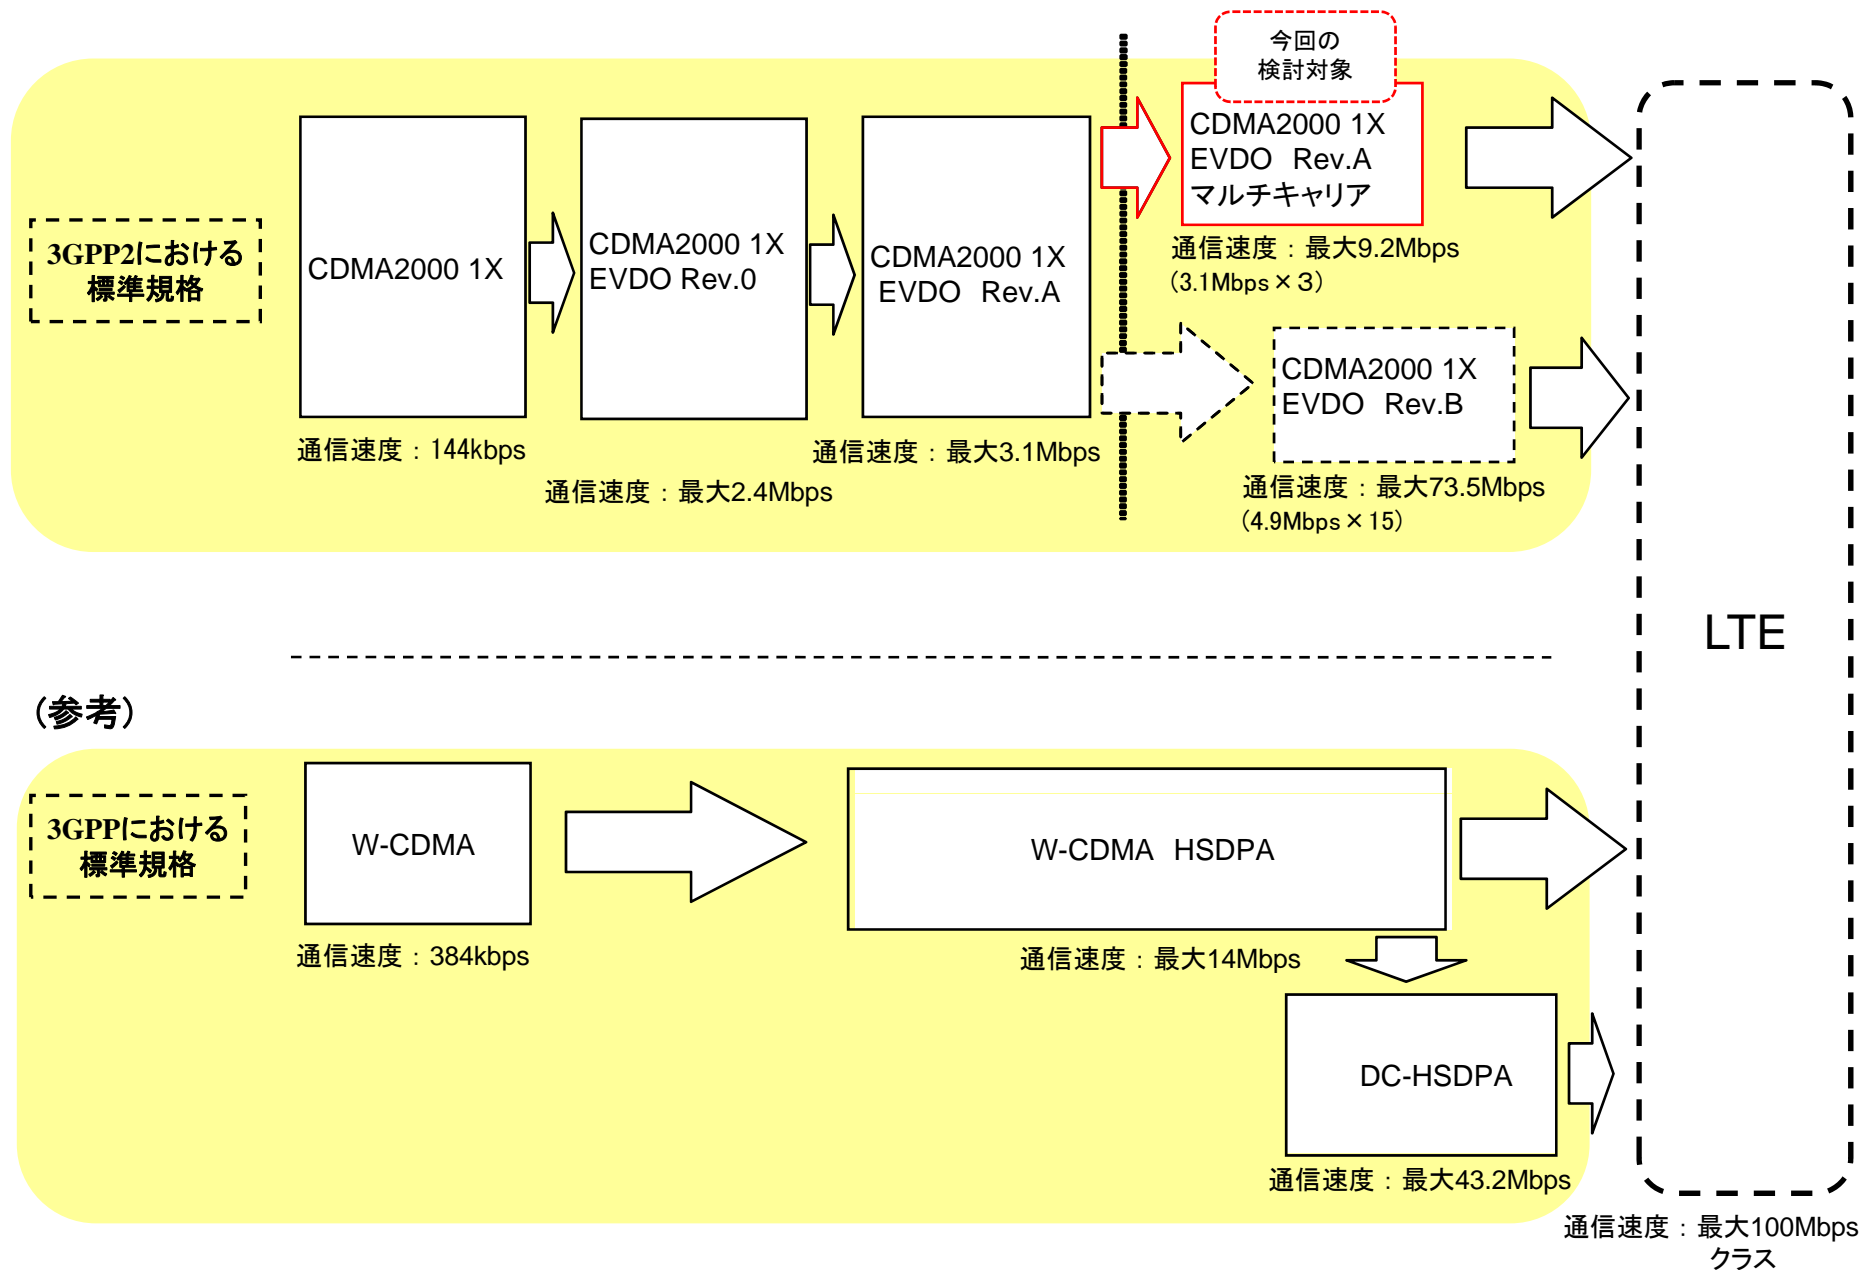 今回の
検討対象
3GPP2における
標準規格
CDMA2000 1X
通信速度：144kbps
CDMA2000 1X
EVDO Rev.0
通信速度：最大2.4Mbps
CDMA2000 1X
EVDO Rev.A
通信速度：最大3.1Mbps
CDMA2000 1X
EVDO Rev.A
マルチキャリア
通信速度：最大9.2Mbps
(3.1Mbps×３)
CDMA2000 1X
EVDO Rev.B
通信速度：最大73.5Mbps
(4.9Mbps×15)
LTE
通信速度：最大100Mbps
クラス
(参考)
3GPPにおける
標準規格
W-CDMA
通信速度：384kbps
W-CDMA HSDPA
通信速度：最大14Mbps
DC-HSDPA
通信速度：最大43.2Mbps